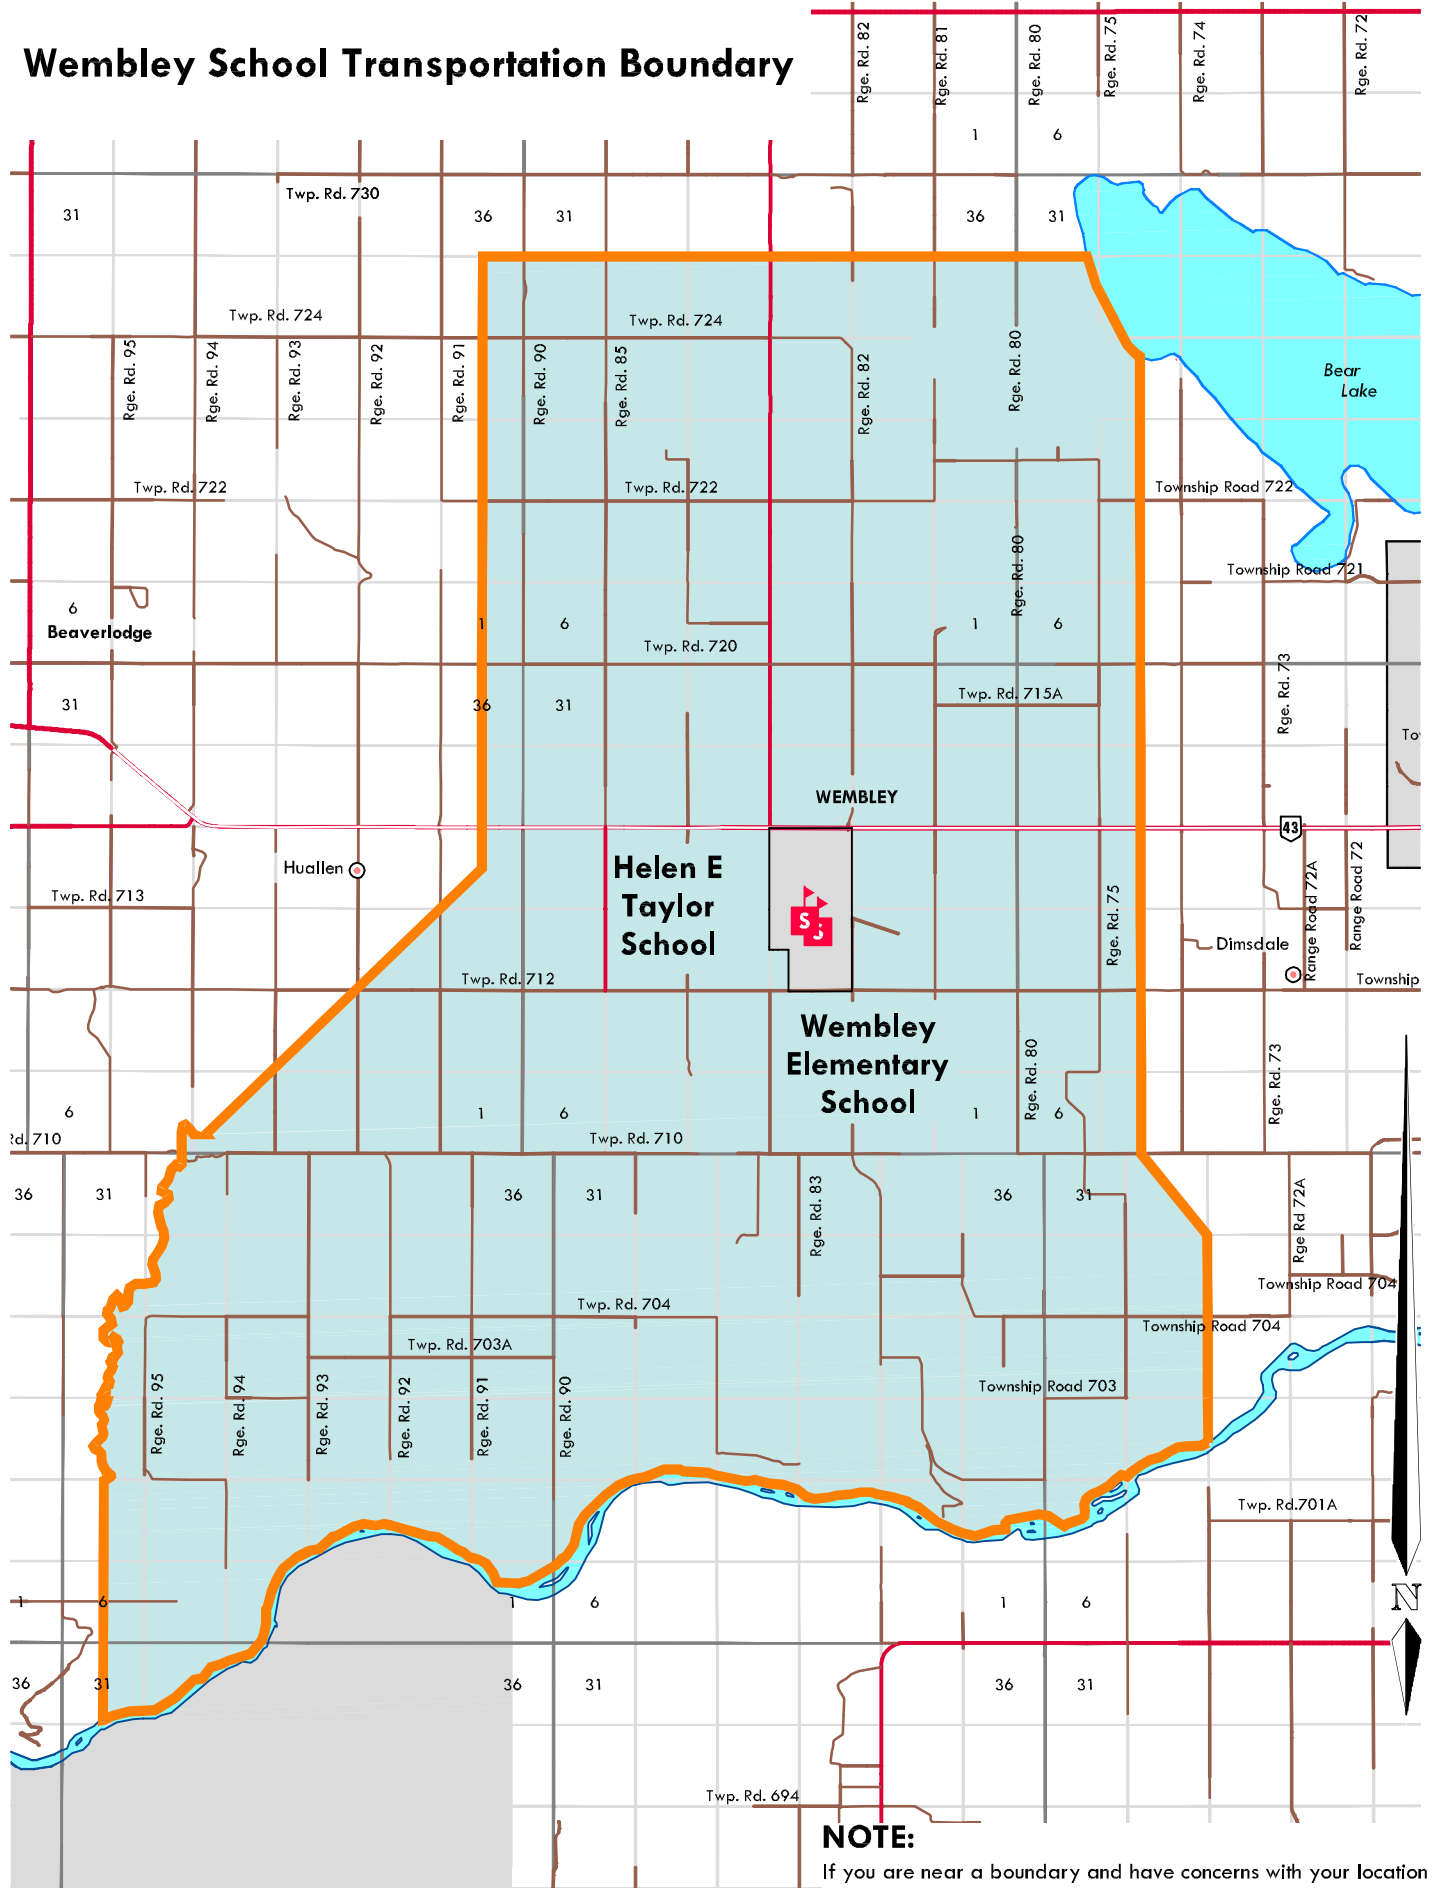 Wembley School Transportation Boundary
Rge. Rd. 82
Rge. Rd. 81
Rge. Rd. 80
Rge. Rd. 75
Rge. Rd. 74
Rge. Rd. 72
1
6
Twp. Rd. 730
31
36
31
36
31
Twp. Rd. 724
Twp. Rd. 724
Rge. Rd. 95
Rge. Rd. 94
Rge. Rd. 93
Rge. Rd. 92
Rge. Rd. 91
Rge. Rd. 90
Rge. Rd. 85
Rge. Rd. 82
Rge. Rd. 80
Bear
Lake
Twp. Rd. 722
Twp. Rd. 722
Township Road 722
Rge. Rd. 80
Township Road 721
6
Beaverlodge
1
6
1
6
Twp. Rd. 720
Rge. Rd. 73
31
36
31
Twp. Rd. 715A
To
WEMBLEY
43
Huallen
Helen E
Taylor
School
Twp. Rd. 713
S
S
Rge. Rd. 75
Range Road 72A
Range Road 72
Dimsdale
Twp. Rd. 712
Township
Wembley
Elementary
School
Rge. Rd. 80
Rge. Rd. 73
6
1
6
1
6
Rd. 710
Twp. Rd. 710
36
31
36
31
36
31
Rge. Rd. 83
Rge Rd 72A
Township Road 704
Twp. Rd. 704
Township Road 704
Twp. Rd. 703A
Township Road 703
Rge. Rd. 95
Rge. Rd. 94
Rge. Rd. 93
Rge. Rd. 92
Rge. Rd. 91
Rge. Rd. 90
Twp. Rd.701A
1
6
1
6
1
6
N
36
31
36
31
36
31
Twp. Rd. 694
NOTE:
If you are near a boundary and have concerns with your location